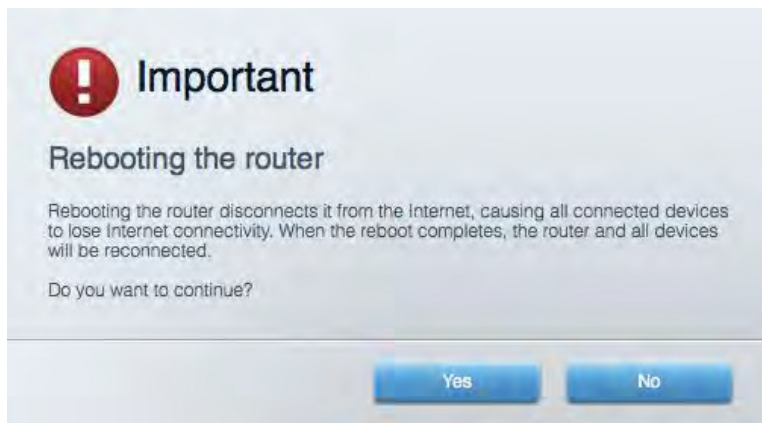 Important
Rebooting the router
Rebooting the router disconnects it from the Internet, causing all connected devices
to lose Internet connectivity. When the reboot completes, the router and all devices
will be reconnected.
Do you want to continue?
Yes No